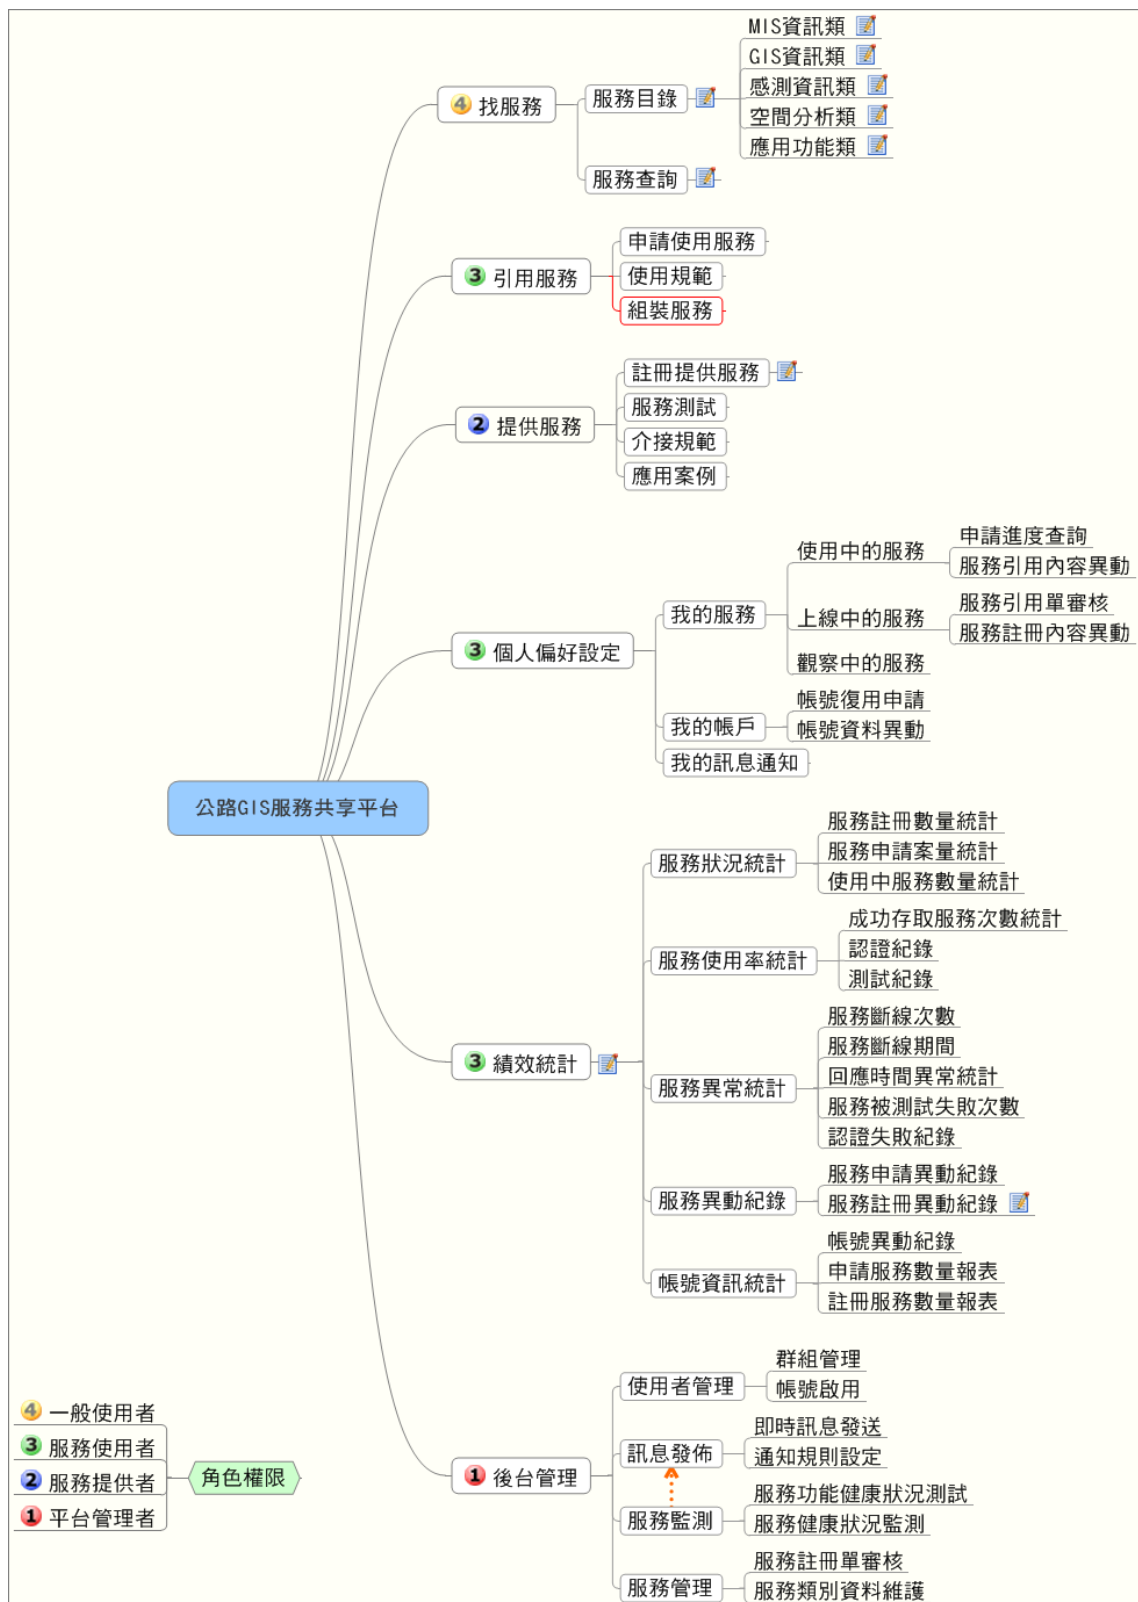 MIS資訊類
GIS資訊類
感測資訊類
空間分析類
應用功能類
服務目錄
4 找服務
服務查詢
申請使用服務
3 引用服務
使用規範
組裝服務
註冊提供服務
服務測試
2 提供服務
介接規範
應用案例
申請進度查詢
使用中的服務
服務引用內容異動
服務引用單審核
我的服務
上線中的服務
服務註冊內容異動
3 個人偏好設定
觀察中的服務
帳號復用申請
我的帳戶
帳號資料異動
我的訊息通知
公路GIS服務共享平台
服務註冊數量統計
服務狀況統計
服務申請案量統計
使用中服務數量統計
成功存取服務次數統計
服務使用率統計
認證紀錄
測試紀錄
服務斷線次數
服務斷線期間
3 績效統計
回應時間異常統計
服務異常統計
服務被測試失敗次數
認證失敗紀錄
服務申請異動紀錄
服務異動紀錄
服務註冊異動紀錄
帳號異動紀錄
帳號資訊統計
申請服務數量報表
註冊服務數量報表
群組管理
使用者管理
帳號啟用
即時訊息發送
訊息發佈
通知規則設定
1 後台管理
服務功能健康狀況測試
服務監測
服務健康狀況監測
服務註冊單審核
服務管理
服務類別資料維護
4 一般使用者
3 服務使用者
角色權限
2 服務提供者
1 平台管理者